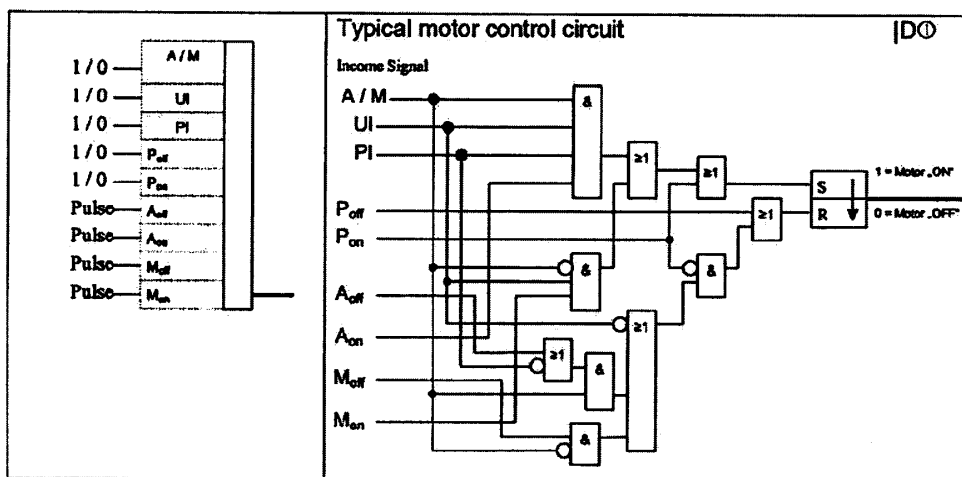 1 / 0
A / M
1 / 0
UI
1 / 0
PI
1 / 0
Poff
1 / 0
Pon
Pulse
Aoff
Pulse
Aon
Pulse
Moff
Pulse
Mon
Typical motor control circuit
|D①
Income Signal
A / M
UI
PI
Poff
Pon
Aoff
Aon
Moff
Mon
&
≥1
≥1
≥1
&
&
≥1
≥1
&
&
S
R
1 = Motor „ON"
0 = Motor „OFF"